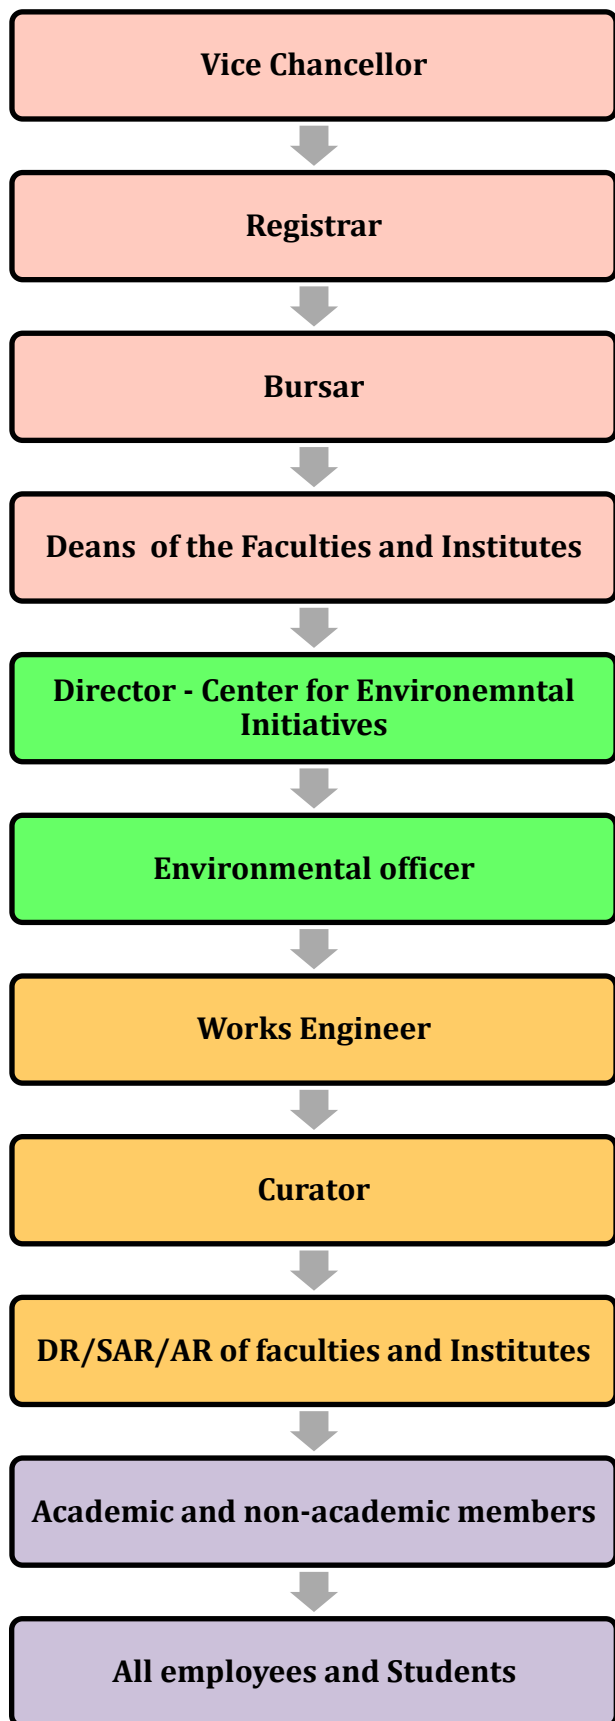 Vice Chancellor
Registrar
Bursar
Deans  of the Faculties and Institutes
Director - Center for Environemntal
Initiatives
Environmental officer
Works Engineer
Curator
DR/SAR/AR of faculties and Institutes
Academic and non-academic members
All employees and Students